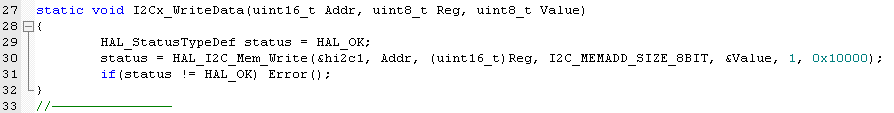 27 static void I2Cx_WriteData(uint16_t Addr, uint8_t Reg, uint8_t Value)
28 {
29 HAL_StatusTypeDef status = HAL_OK;
30 status = HAL_I2C_Mem_Write(&hi2c1, Addr, (uint16_t)Reg, I2C_MEMADD_SIZE_8BIT, &Value, 1, 0x10000);
31 if(status != HAL_OK) Error();
32 }
33 //————————————————